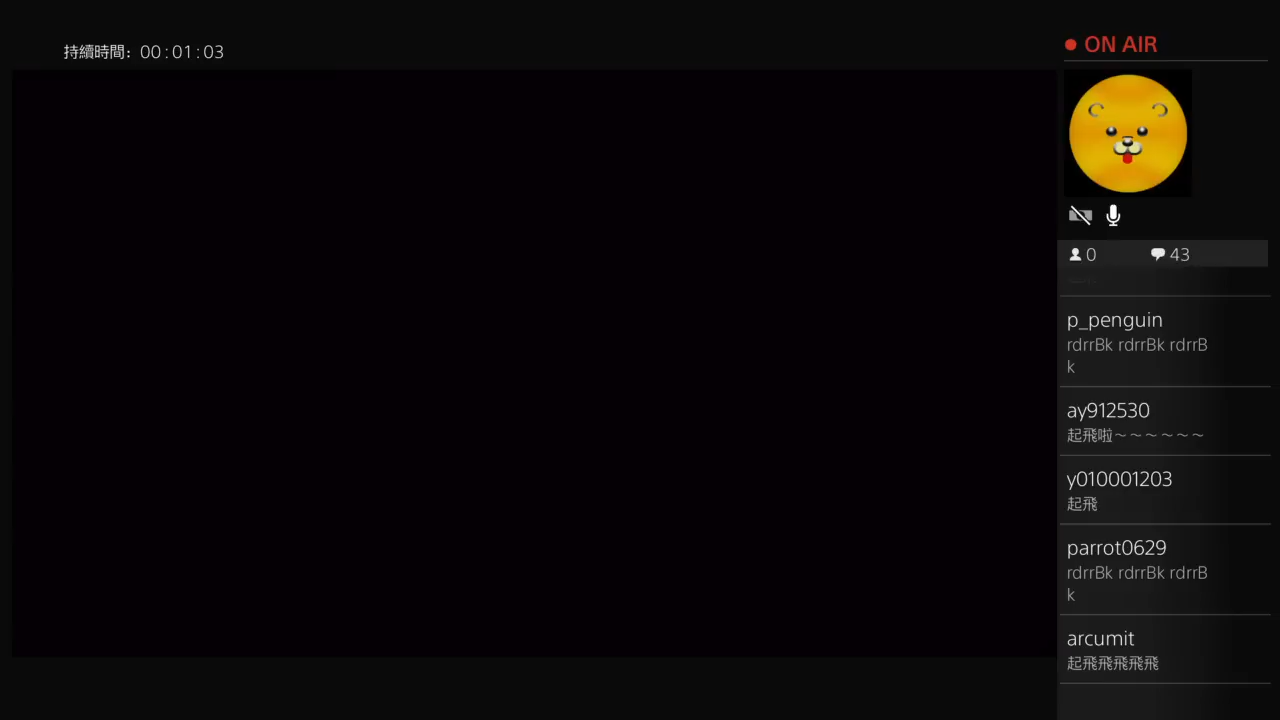 持續時間: 00:01:03
ON AIR
0
43
p_penguin
rdrrBk rdrrBk rdrrB
k
ay912530
起飛啦～～～～～～
y010001203
起飛
parrot0629
rdrrBk rdrrBk rdrrB
k
arcumit
起飛飛飛飛飛